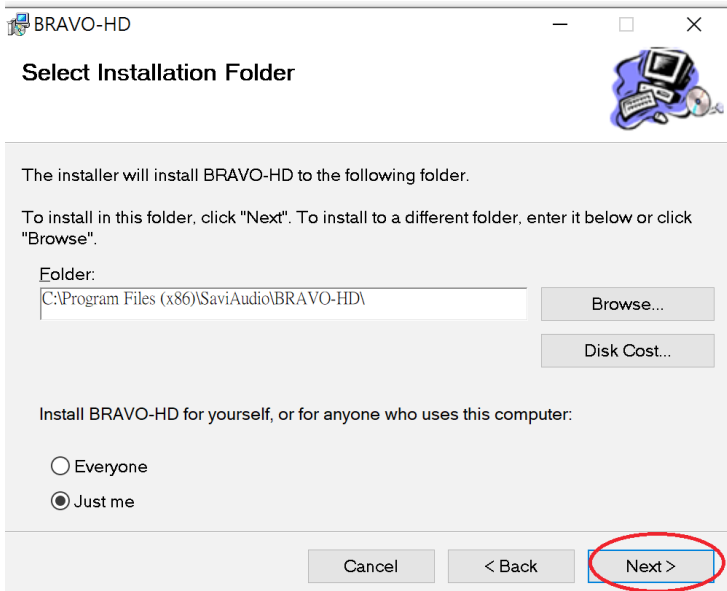 BRAVO-HD
Select Installation Folder
The installer will install BRAVO-HD to the following folder.
To install in this folder, click "Next". To install to a different folder, enter it below or click
"Browse".
Folder:
C:\Program Files (x86)\SaviAudio\BRAVO-HD\
Browse...
Disk Cost...
Install BRAVO-HD for yourself, or for anyone who uses this computer:
Everyone
Just me
Cancel
< Back
Next >